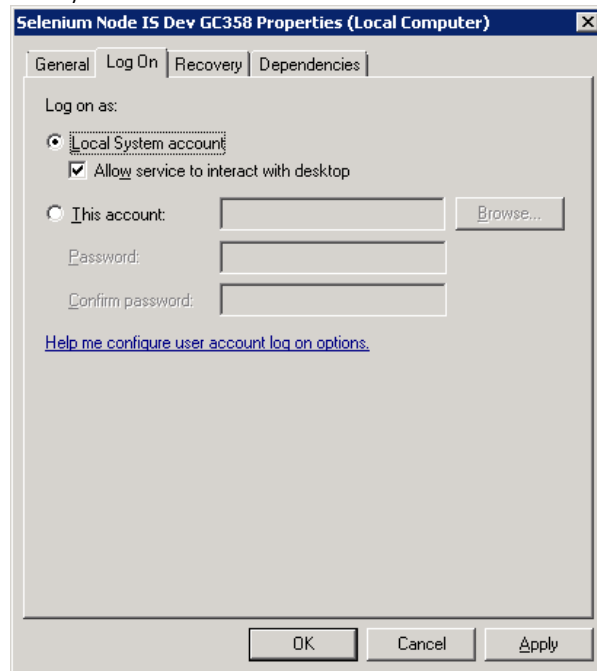 Selenium Node IS Dev GC358 Properties (Local Computer)
General Log On Recovery Dependencies
Log on as:
Local System account
Allow service to interact with desktop
This account:
Browse...
Password:
Confirm password:
Help me configure user account log on options.
OK Cancel Apply